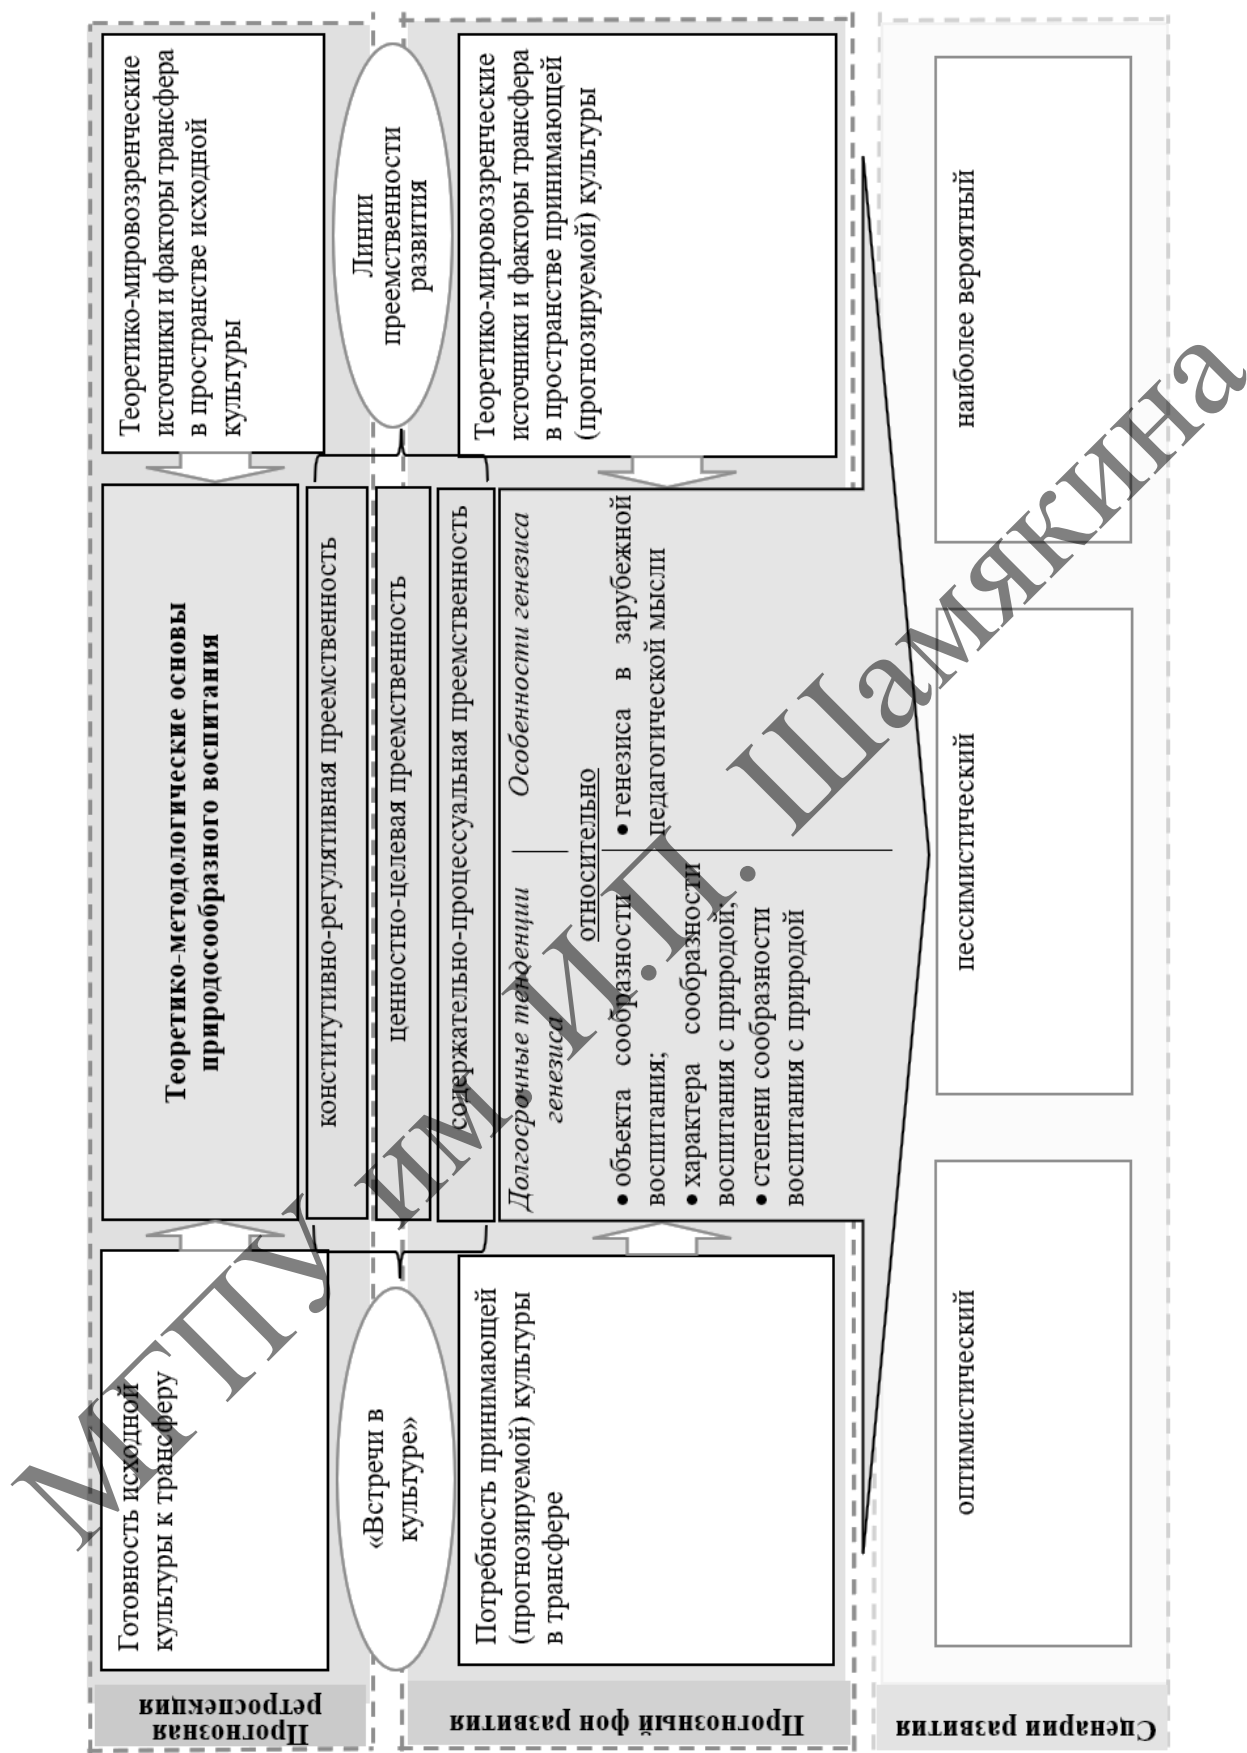 Прогнозная
ретроспекция
Готовность исходной
культуры к трансферу
Теоретико-методологические основы
природосообразного воспитания
Теоретико-мировоззренческие
источники и факторы трансфера
в пространстве исходной
культуры
«Встречи в
культуре»
конститутивно-регулятивная преемственность
ценностно-целевая преемственность
содержательно-процессуальная преемственность
Линии
преемственности
развития
Прогнозный фон развития
Потребность принимающей
(прогнозируемой) культуры
в трансфере
Долгосрочные тенденции
генезиса
Особенности генезиса
относительно
• объекта сообразности
воспитания;
• характера сообразности
воспитания с природой;
• степени сообразности
воспитания с природой
• генезиса в зарубежной
педагогической мысли
Теоретико-мировоззренческие
источники и факторы трансфера
в пространстве принимающей
(прогнозируемой) культуры
Сценарии развития
оптимистический
пессимистический
наиболее вероятный
МГПУ им. И.П. Шамякина